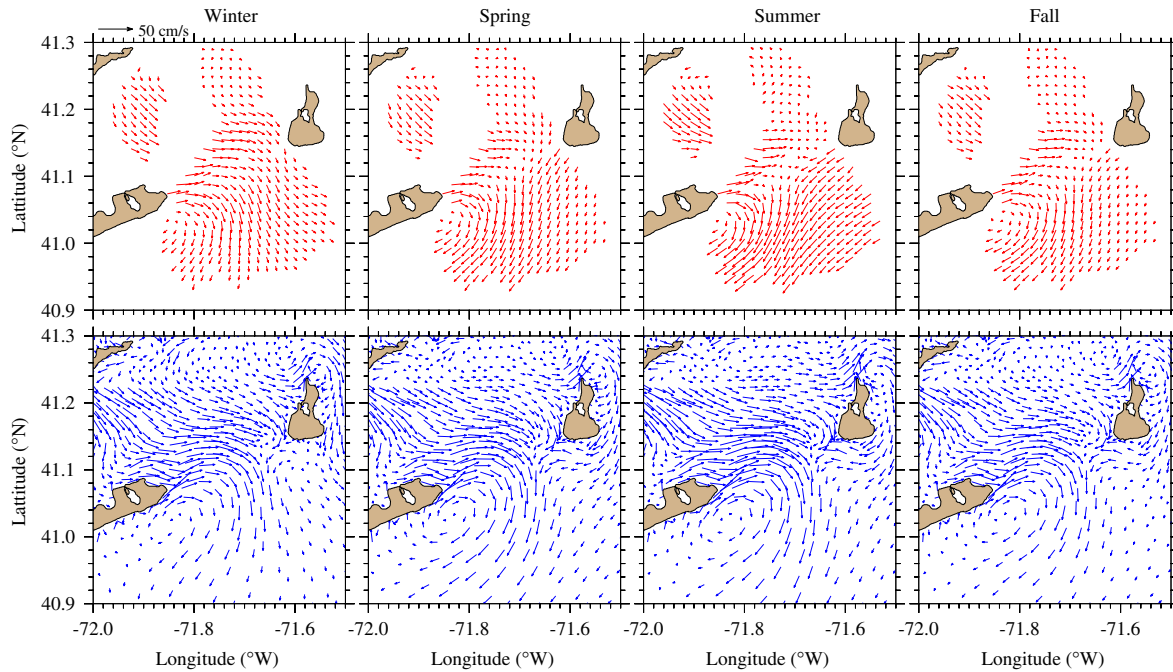 Winter Spring Summer Fall
50 cm/s
41.3
41.2
Lattitude (°N)
41.1
41.0
40.9
41.3
41.2
Lattitude (°N)
41.1
41.0
40.9
-72.0 -71.8 -71.6 -72.0 -71.8 -71.6 -72.0 -71.8 -71.6 -72.0 -71.8 -71.6
Longitude (°W) Longitude (°W) Longitude (°W) Longitude (°W)